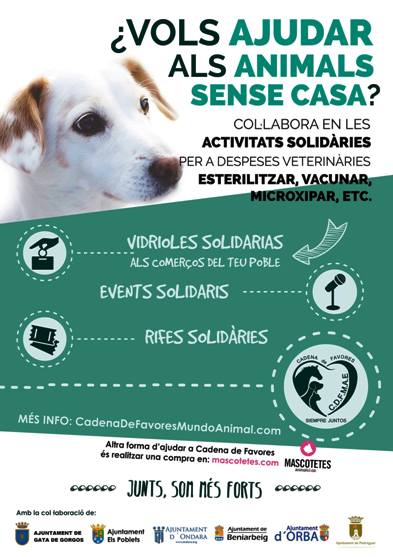 ¿VOLS AJUDAR
ALS ANIMALS
SENSE CASA?
COL·LABORA EN LES
ACTIVITATS SOLIDÀRIES
PER A DESPESES VETERINÀRIES
ESTERILITZAR, VACUNAR,
MICROXIPAR, ETC.
VIDRIOLES SOLIDARIAS
ALS COMERÇOS DEL TEU POBLE
EVENTS SOLIDARIS
RIFES SOLIDÀRIES
CADENA DE FAVORES
C.D.F.M.A.E
SIEMPRE JUNTOS
MÉS INFO: CadenaDeFavoresMundoAnimal.com
Altra forma d'ajudar a Cadena de Favores
és realitzar una compra en: mascotetes.com
MASCOTETES
JUNTS, SOM MÉS FORTS
Amb la col laboració de:
AJUNTAMENT DE
GATA DE GORGOS
Ajuntament
Els Poblets
AJUNTAMENT
D'ONDARA
Ajuntament de
Beniarbeig
Ajuntament
d'ORBA
Ajuntament de Pedreguer